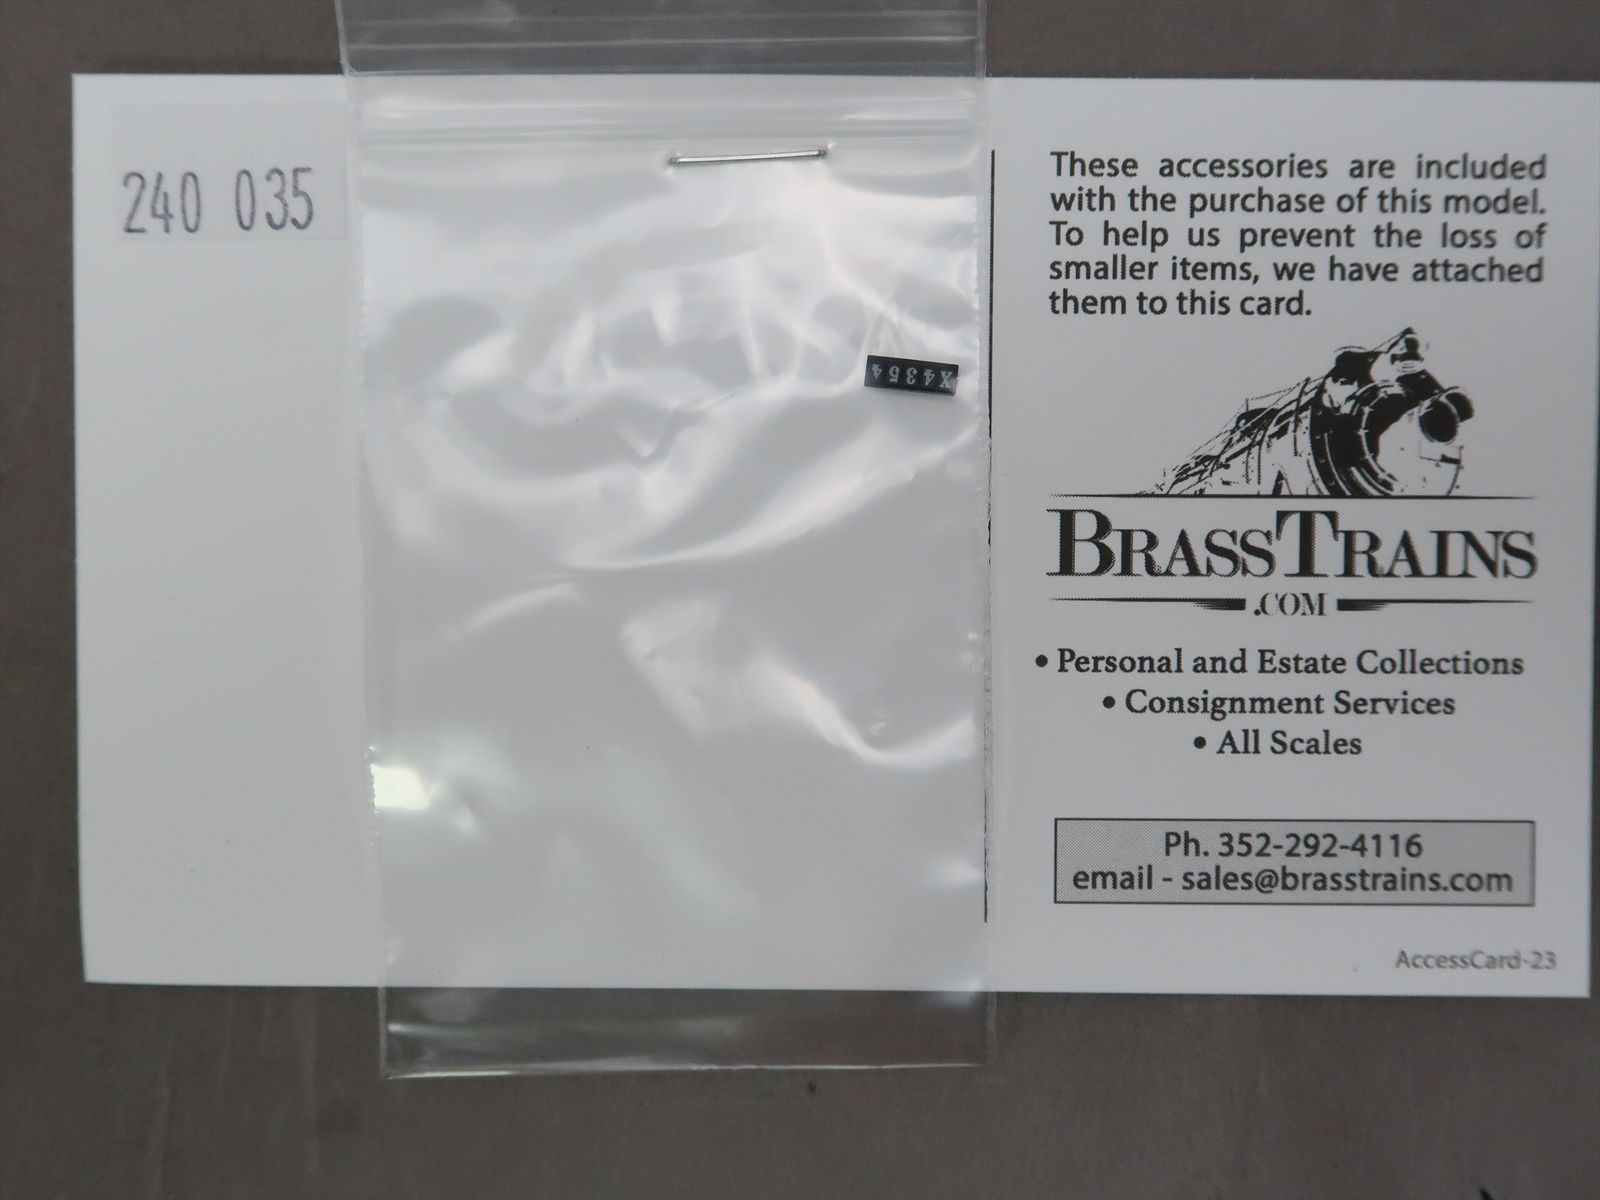 240 035
X4354
These accessories are included
with the purchase of this model.
To help us prevent the loss of
smaller items, we have attached
them to this card.
BRASSTRAINS
.COM
• Personal and Estate Collections
• Consignment Services
• All Scales
Ph. 352-292-4116
email - sales@brasstrains.com
AccessCard-23